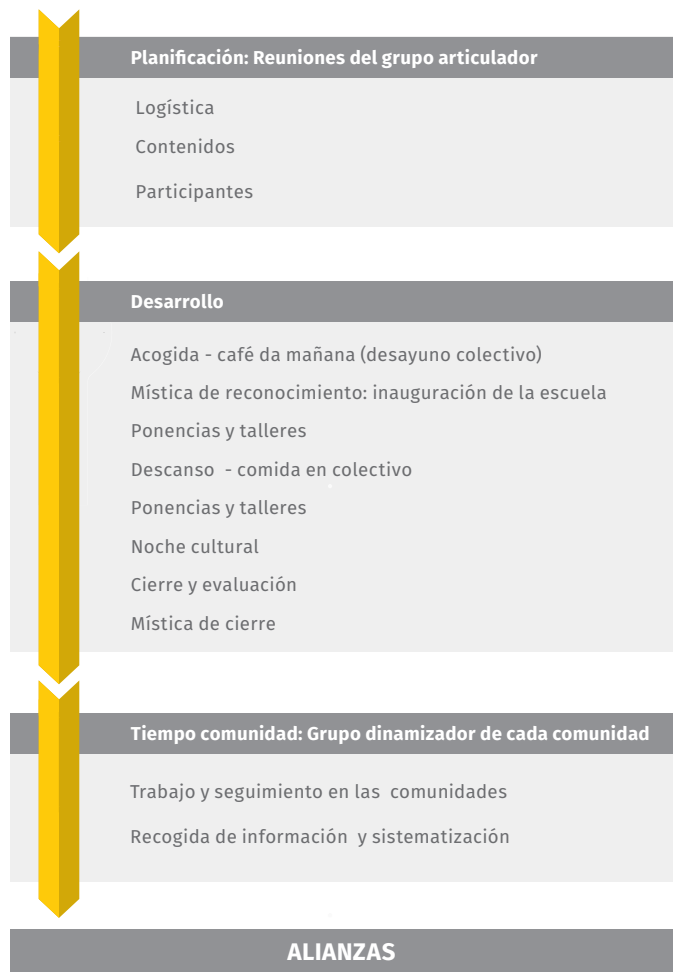 Planificación: Reuniones del grupo articulador
Logística
Contenidos
Participantes
Desarrollo
Acogida - café da mañana (desayuno colectivo)
Mística de reconocimiento: inauguración de la escuela
Ponencias y talleres
Descanso - comida en colectivo
Ponencias y talleres
Noche cultural
Cierre y evaluación
Mística de cierre
Tiempo comunidad: Grupo dinamizador de cada comunidad
Trabajo y seguimiento en las comunidades
Recogida de información y sistematización
ALIANZAS